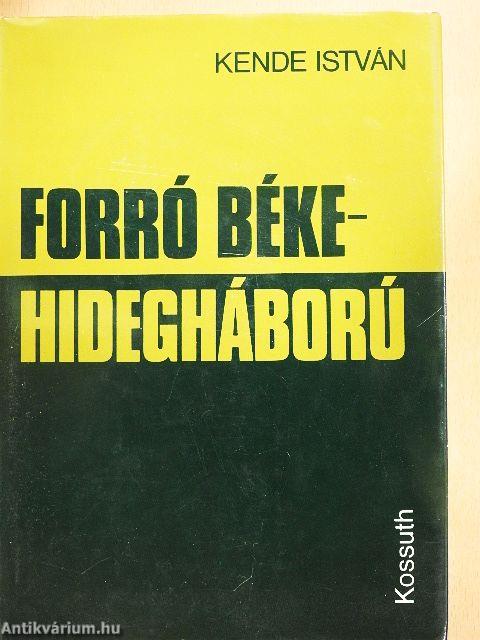 KENDE ISTVÁN
FORRÓ BÉKE-
HIDEGHÁBORÚ
Kossuth
Antikvárium.hu